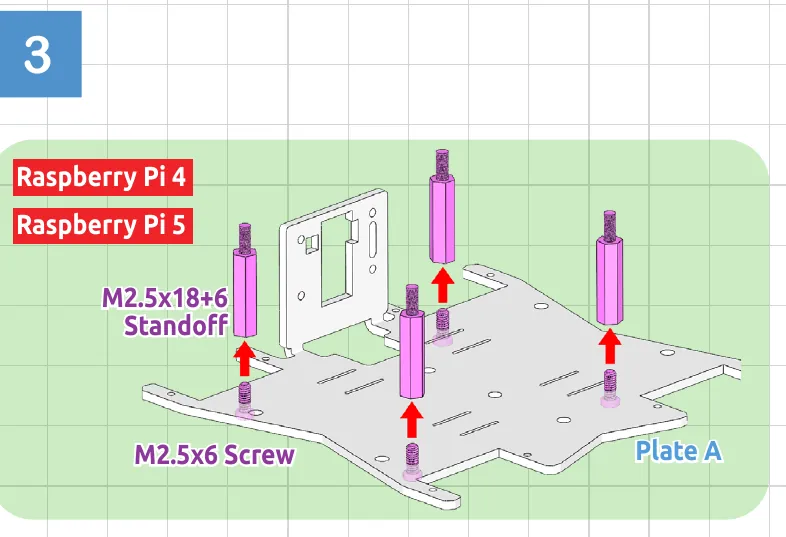 3
Raspberry Pi 4
Raspberry Pi 5
M2.5x18+6
Standoff
M2.5x6 Screw
Plate A